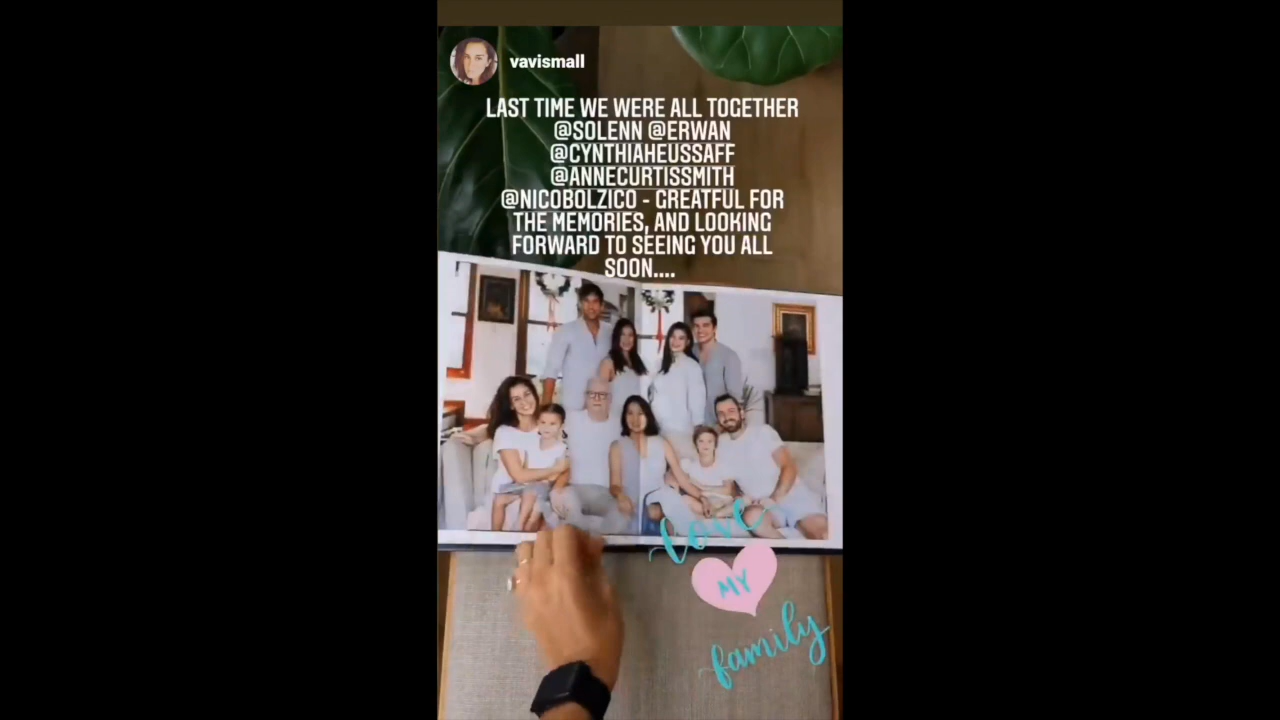 vavismall
LAST TIME WE WERE ALL TOGETHER
@SOLENN @ERWAN
@CYNTHIAHEUSSAFF
@ANNECURTISSMITH
@NICOBOLZICO - GREATFUL FOR
THE MEMORIES, AND LOOKING
FORWARD TO SEEING YOU ALL
SOON....
love
MY
family